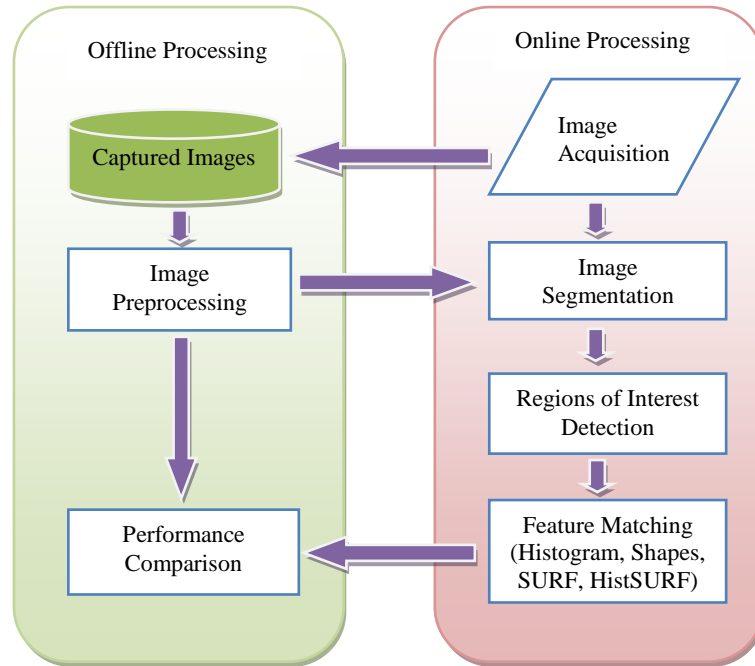 Offline Processing
Captured Images
Image
Preprocessing
Performance
Comparison
Online Processing
Image
Acquisition
Image
Segmentation
Regions of Interest
Detection
Feature Matching
(Histogram, Shapes,
SURF, HistSURF)